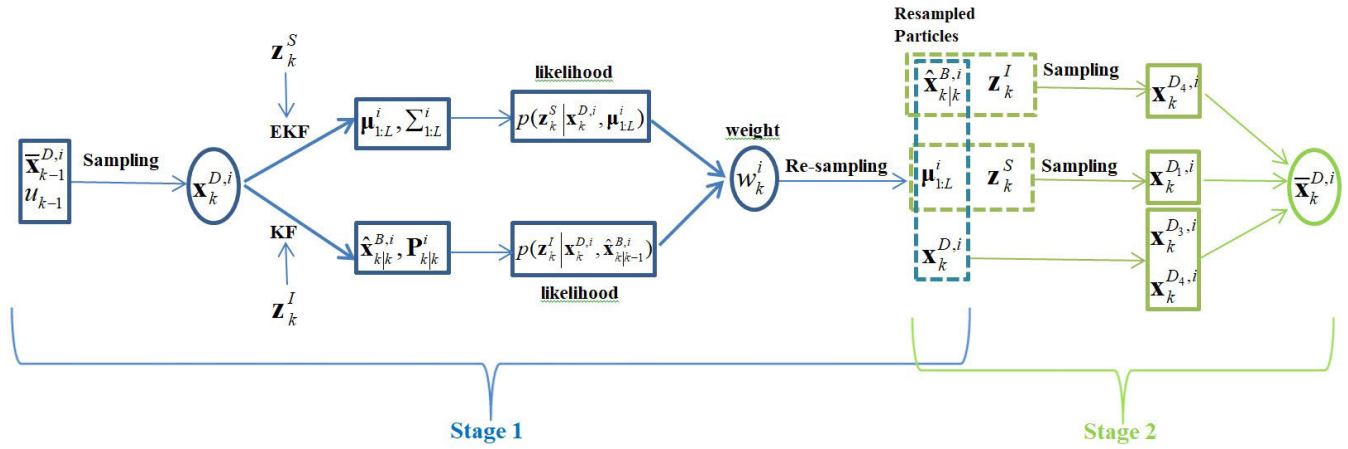 Resampled
Particles
z_k^S
likelihood
x̂_{k|k}^{B,i} z_k^I
Sampling
x_k^{D_4,i}
EKF
μ_{1:L}^i, Σ_{1:L}^i
p(z_k^S | x_k^{D,i}, μ_{1:L}^i)
weight
x̄_{k-1}^{D,i}
u_{k-1}
Sampling
x_k^{D,i}
w_k^i
Re-sampling
μ_{1:L}^i z_k^S
Sampling
x_k^{D_1,i}
x̄_k^{D,i}
KF
x̂_{k|k}^{B,i}, P_{k|k}^i
p(z_k^I | x_k^{D,i}, x̂_{k|k-1}^{B,i})
likelihood
x_k^{D,i}
x_k^{D_3,i}
x_k^{D_4,i}
z_k^I
Stage 1
Stage 2